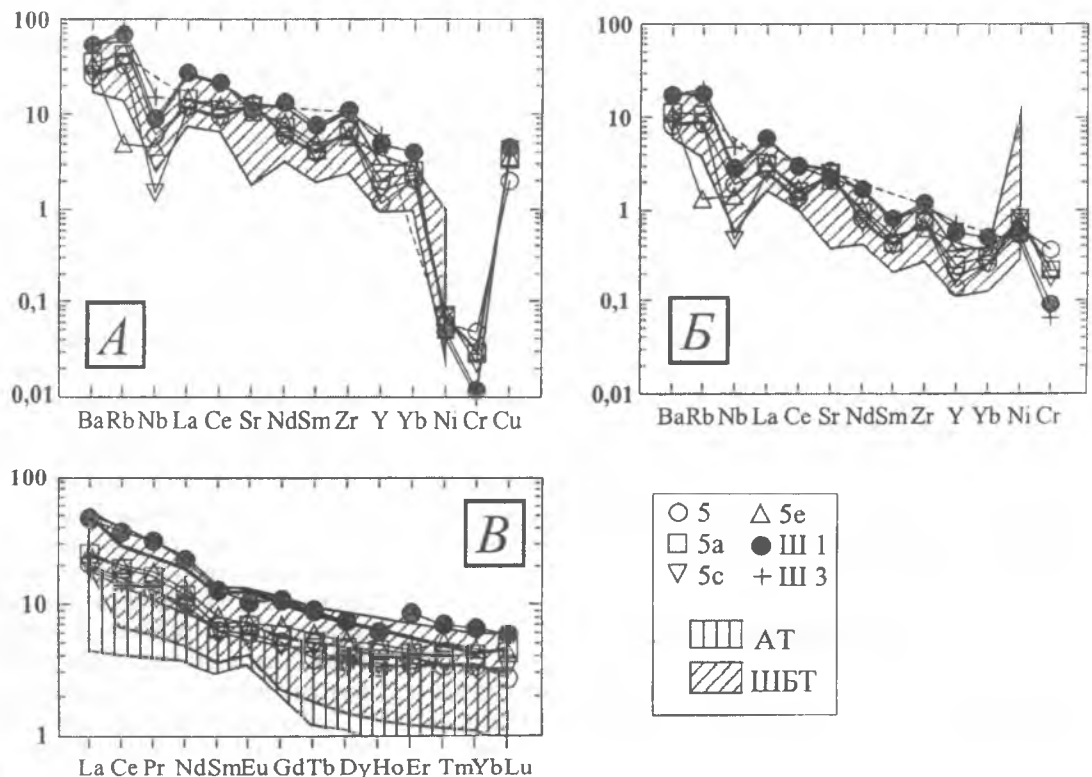 100
10
1
0,1
0,01
А
Ba Rb Nb La Ce Sr Nd Sm Zr Y Yb Ni Cr Cu
100
10
1
0,1
0,01
Б
Ba Rb Nb La Ce Sr Nd Sm Zr Y Yb Ni Cr
100
10
1
В
La Ce Pr Nd Sm Eu Gd Tb Dy Ho Er Tm Yb Lu
5 5e
5a Ш 1
5c Ш 3
АТ
ШБТ